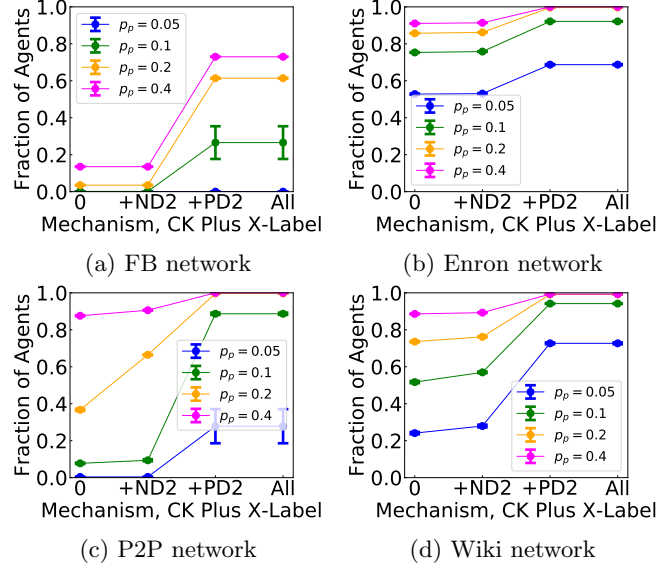 1.0
0.8
0.6
0.4
0.2
0.0
Fraction of Agents
p_p = 0.05
p_p = 0.1
p_p = 0.2
p_p = 0.4
0 +ND2 +PD2 All
Mechanism, CK Plus X-Label
(a) FB network
1.0
0.8
0.6
0.4
0.2
0.0
Fraction of Agents
p_p = 0.05
p_p = 0.1
p_p = 0.2
p_p = 0.4
0 +ND2 +PD2 All
Mechanism, CK Plus X-Label
(b) Enron network
1.0
0.8
0.6
0.4
0.2
0.0
Fraction of Agents
p_p = 0.05
p_p = 0.1
p_p = 0.2
p_p = 0.4
0 +ND2 +PD2 All
Mechanism, CK Plus X-Label
(c) P2P network
1.0
0.8
0.6
0.4
0.2
0.0
Fraction of Agents
p_p = 0.05
p_p = 0.1
p_p = 0.2
p_p = 0.4
0 +ND2 +PD2 All
Mechanism, CK Plus X-Label
(d) Wiki network